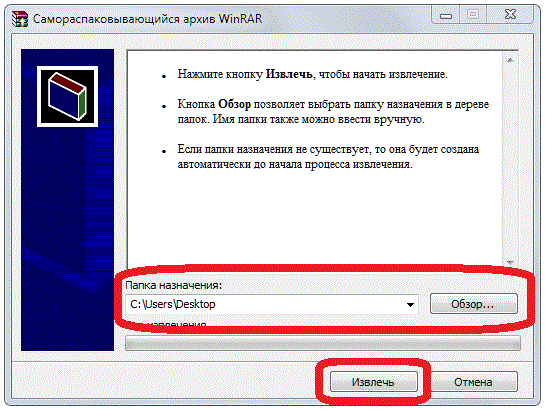 Самораспаковывающийся архив WinRAR
Нажмите кнопку Извлечь, чтобы начать извлечение.
Кнопка Обзор позволяет выбрать папку назначения в дереве
папок. Имя папки также можно ввести вручную.
Если папки назначения не существует, то она будет создана
автоматически до начала процесса извлечения.
Папка назначения:
C:\Users\Desktop
Обзор...
извлечения
Извлечь
Отмена